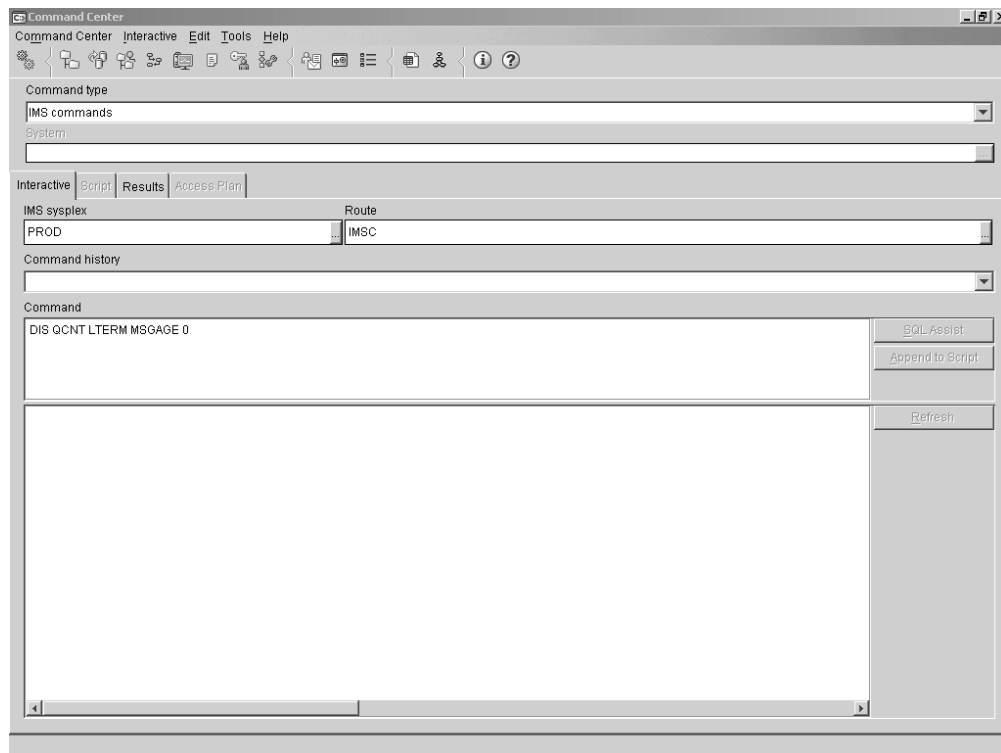 Command Center
Command Center Interactive Edit Tools Help
Command type
IMS commands
System
...
Interactive Script Results Access Plan
IMS sysplex Route
PROD ... IMSC ...
Command history
Command
DIS QCNT LTERM MSGAGE 0
SQL Assist
Append to Script
Refresh